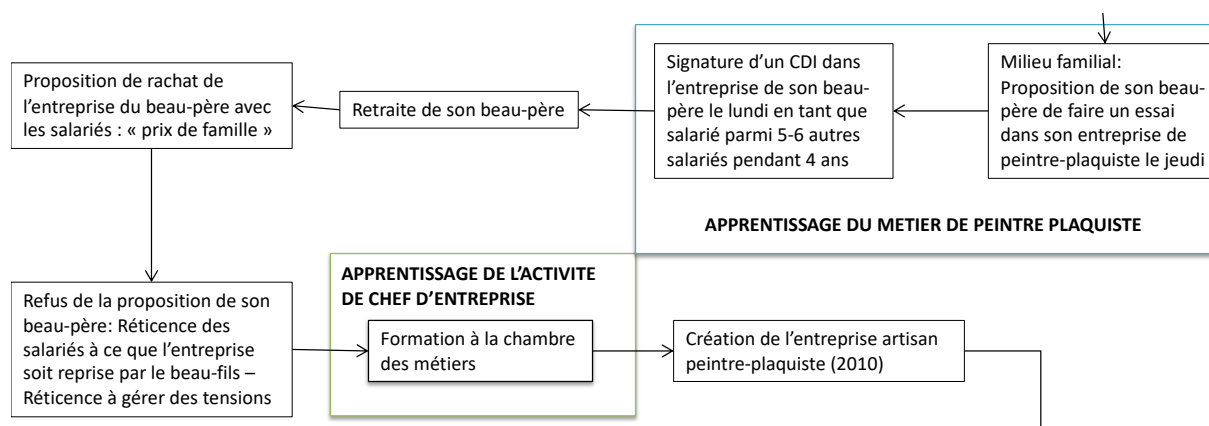 Milieu familial:
Proposition de son beau-
père de faire un essai
dans son entreprise de
peintre-plaquiste le jeudi
Signature d’un CDI dans
l’entreprise de son beau-
père le lundi en tant que
salarié parmi 5-6 autres
salariés pendant 4 ans
APPRENTISSAGE DU METIER DE PEINTRE PLAQUISTE
Retraite de son beau-père
Proposition de rachat de
l’entreprise du beau-père avec
les salariés : « prix de famille »
Refus de la proposition de son
beau-père: Réticence des
salariés à ce que l’entreprise
soit reprise par le beau-fils –
Réticence à gérer des tensions
APPRENTISSAGE DE L’ACTIVITE
DE CHEF D’ENTREPRISE
Formation à la chambre
des métiers
Création de l’entreprise artisan
peintre-plaquiste (2010)